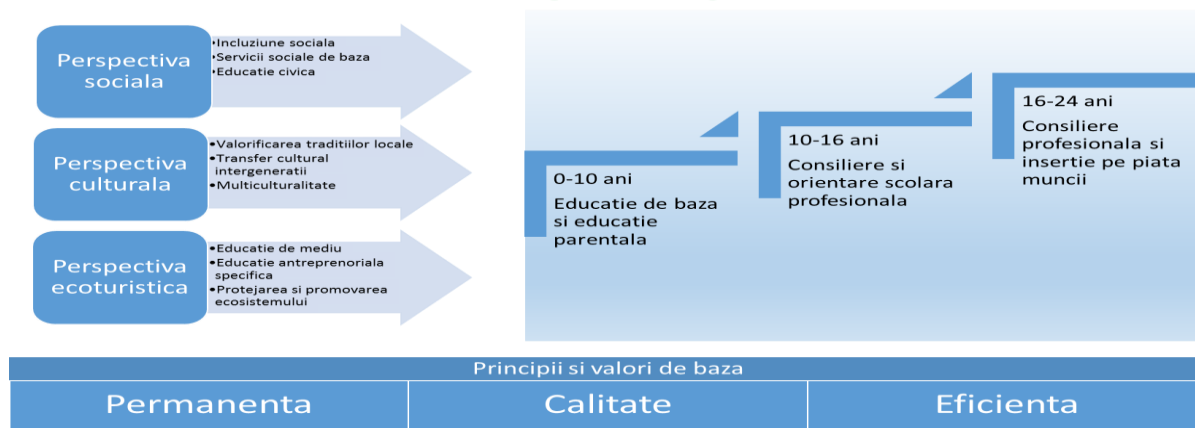 Perspectiva
sociala
•Incluziune sociala
•Servicii sociale de baza
•Educatie civica
Perspectiva
culturala
•Valorificarea traditiilor locale
•Transfer cultural
intergeneratii
•Multiculturalitate
Perspectiva
ecoturistica
•Educatie de mediu
•Educatie antreprenoriala
specifica
•Protejarea si promovarea
ecosistemului
0-10 ani
Educatie de baza
si educatie
parentala
10-16 ani
Consiliere si
orientare scolara
profesionala
16-24 ani
Consiliere
profesionala si
insertie pe piata
muncii
Principii si valori de baza
Permanenta
Calitate
Eficienta